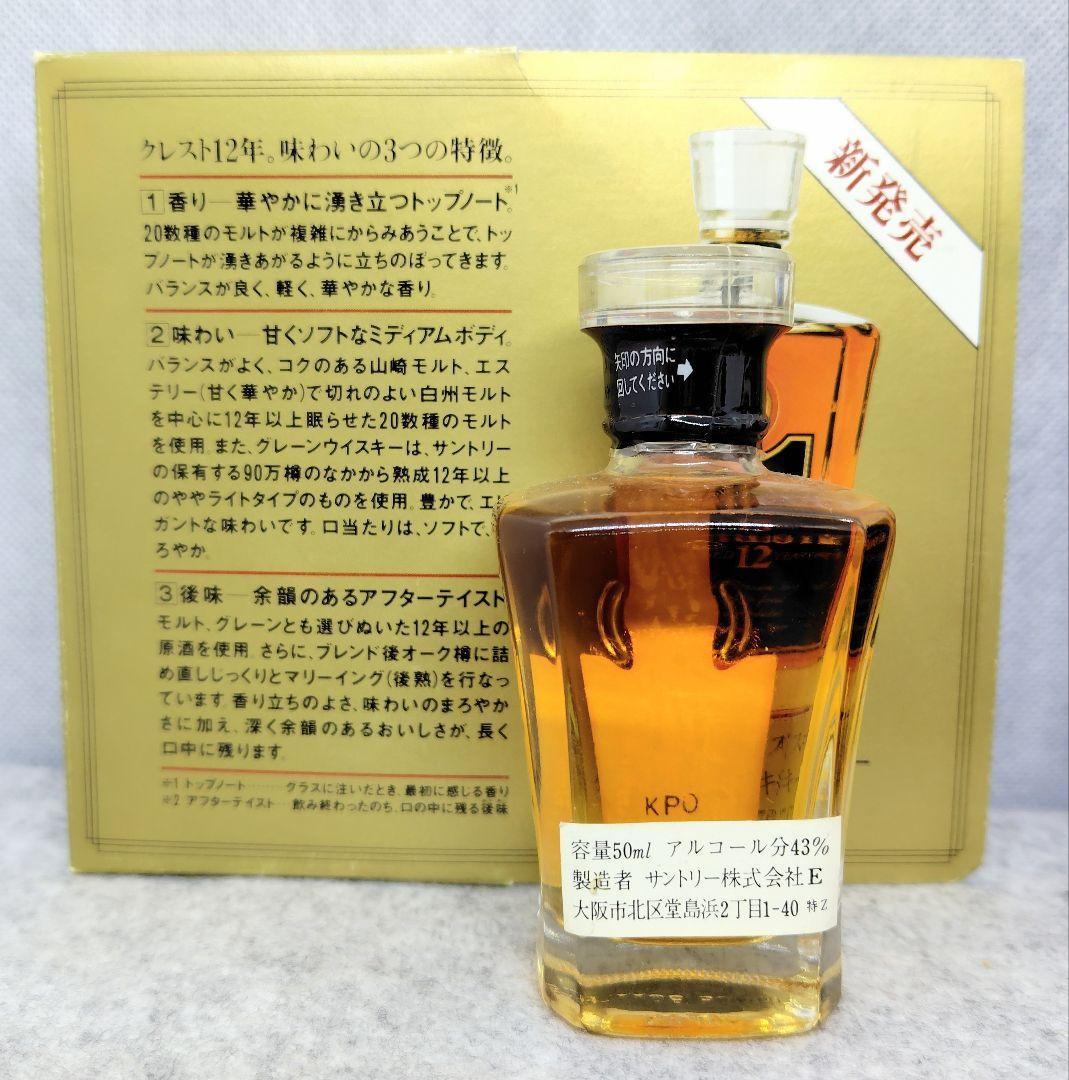 クレスト12年。味わいの3つの特徴。
1 香り─華やかに湧き立つトップノート。※1
20数種のモルトが複雑にからみあうことで、トッ
プノートが湧きあがるように立ちのぼってきます。
バランスが良く、軽く、華やかな香り。
2 味わい─甘くソフトなミディアムボディ。
バランスがよく、コクのある山崎モルト、エス
テリー(甘く華やか)で切れのよい白州モルト
を中心に12年以上眠らせた20数種のモルト
を使用。また、グレーンウイスキーは、サントリー
の保有する90万樽のなかから熟成12年以上
のややライトタイプのものを使用。豊かで、エレ
ガントな味わいです。口当たりは、ソフトで、
ろやか。
3 後味─余韻のあるアフターテイスト
モルト、グレーンとも選びぬいた12年以上の
原酒を使用。さらに、ブレンド後オーク樽に詰
め直しじっくりとマリーイング(後熟)を行なっ
ています。香り立ちのよさ、味わいのまろやか
さに加え、深く余韻のあるおいしさが、長く
口中に残ります。
※1 トップノート………グラスに注いだとき、最初に感じる香り
※2 アフターテイスト…飲み終わったのち、口の中に残る後味
新発売
矢印の方向に
回してください
12
KPO
容量50ml アルコール分43%
製造者 サントリー株式会社E
大阪市北区堂島浜2丁目1-40 特Z